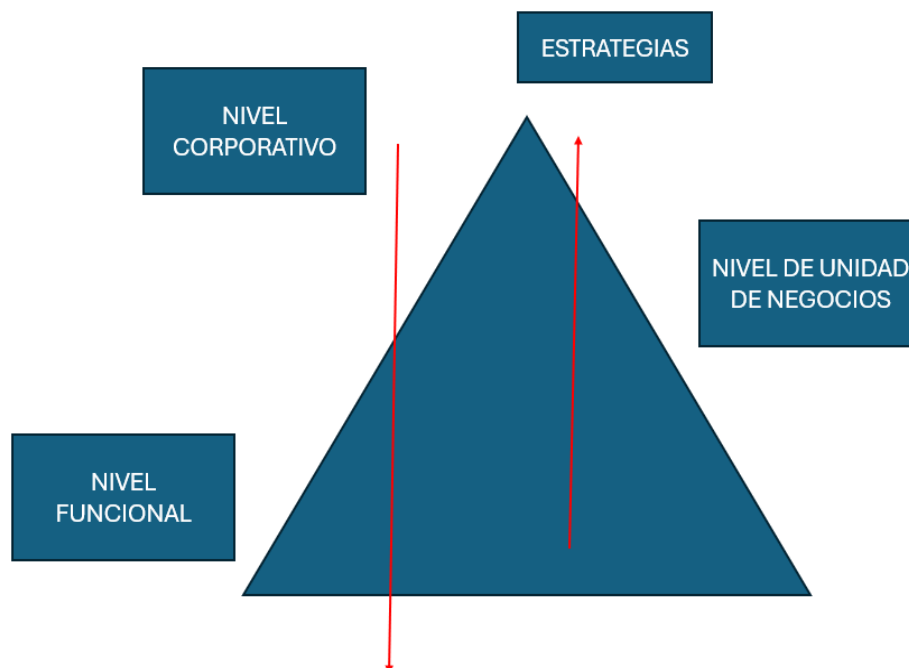 ESTRATEGIAS
NIVEL
CORPORATIVO
NIVEL DE UNIDAD
DE NEGOCIOS
NIVEL
FUNCIONAL